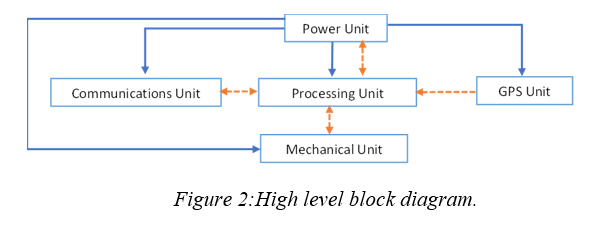 Power Unit
Communications Unit
Processing Unit
GPS Unit
Mechanical Unit
Figure 2:High level block diagram.